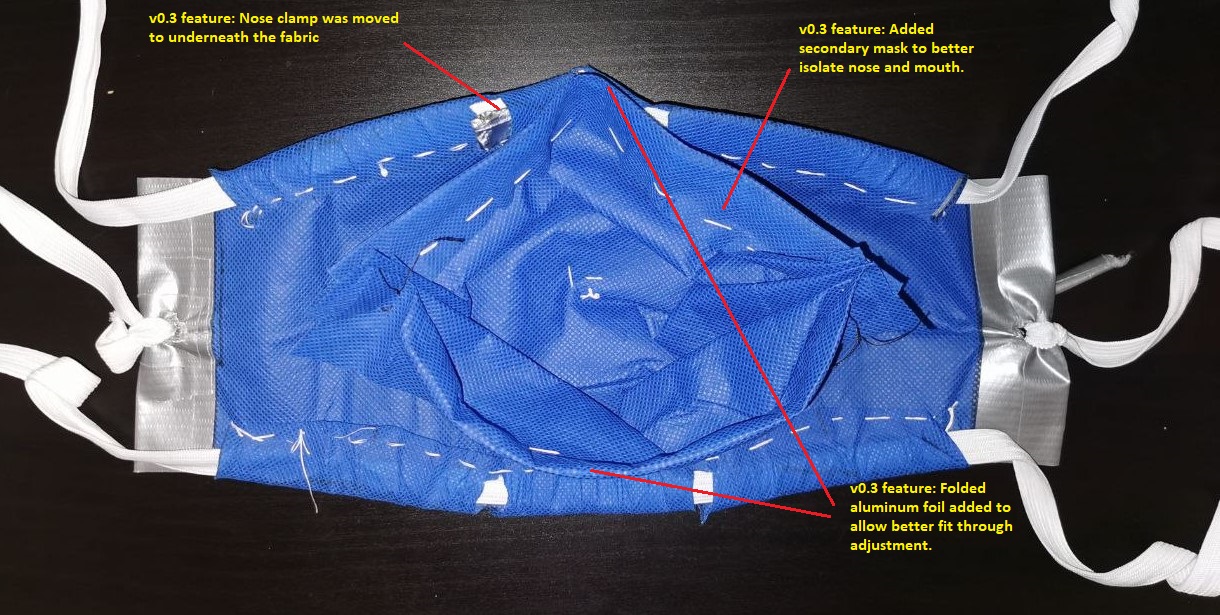 v0.3 feature: Nose clamp was moved
to underneath the fabric
v0.3 feature: Added
secondary mask to better
isolate nose and mouth.
v0.3 feature: Folded
aluminum foil added to
allow better fit through
adjustment.